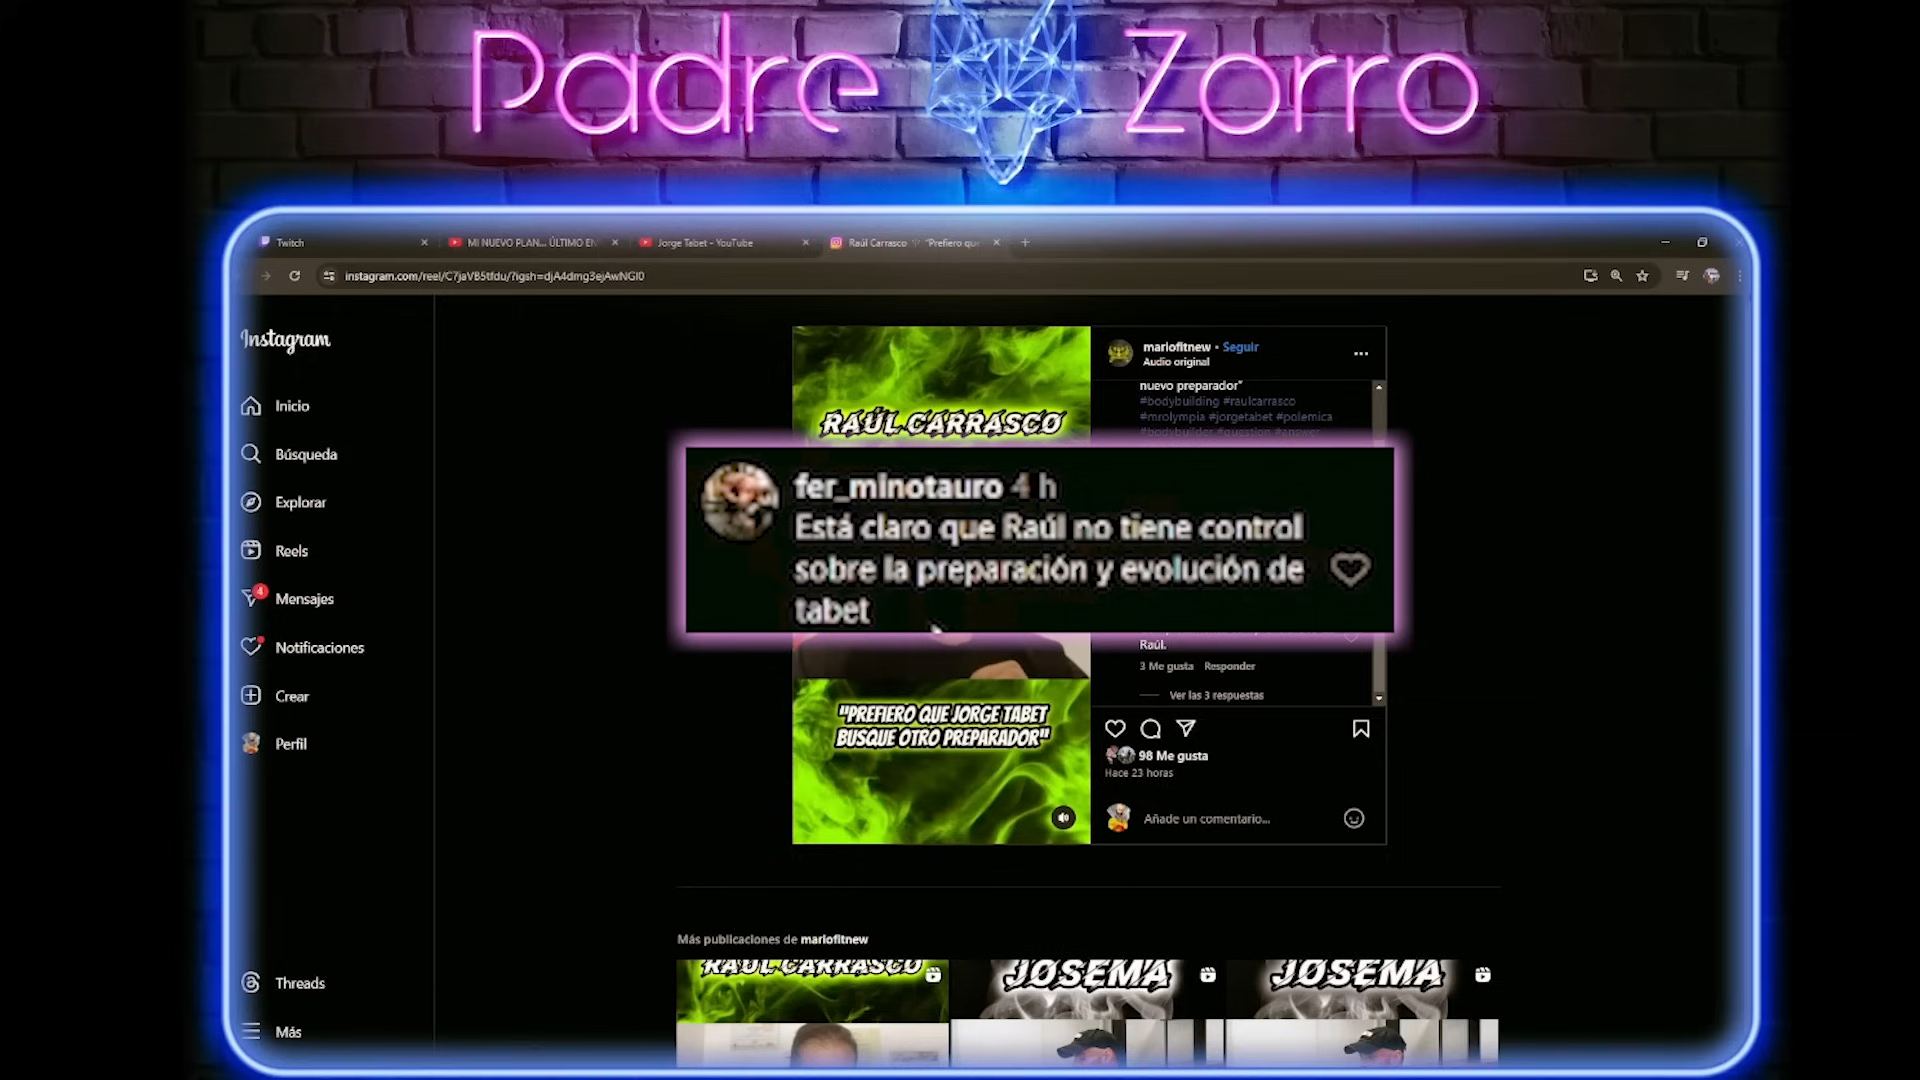 Padre Zorro
Twitch
MI NUEVO PLAN... ÚLTIMO EN
Jorge Tabet - YouTube
Raúl Carrasco "Prefiero que
instagram.com/reel/C7jaVB5tfdu/?igsh=djA4dmg3ejAwNGI0
Instagram
Inicio
Búsqueda
Explorar
Reels
4
Mensajes
Notificaciones
Crear
Perfil
Threads
Más
RAÚL CARRASCO
mariofitnew • Seguir
Audio original
nuevo preparador"
#bodybuilding #raulcarrasco
#mrolympia #jorgetabet #polemica
#bodybuilder #question #answer
fer_minotauro 4 h
Está claro que Raúl no tiene control
sobre la preparación y evolución de
tabet
Raúl.
3 Me gusta Responder
Ver las 3 respuestas
"PREFIERO QUE JORGE TABET
BUSQUE OTRO PREPARADOR"
98 Me gusta
Hace 23 horas
Añade un comentario...
Más publicaciones de mariofitnew
RAÚL CARRASCO
JOSEMA
JOSEMA